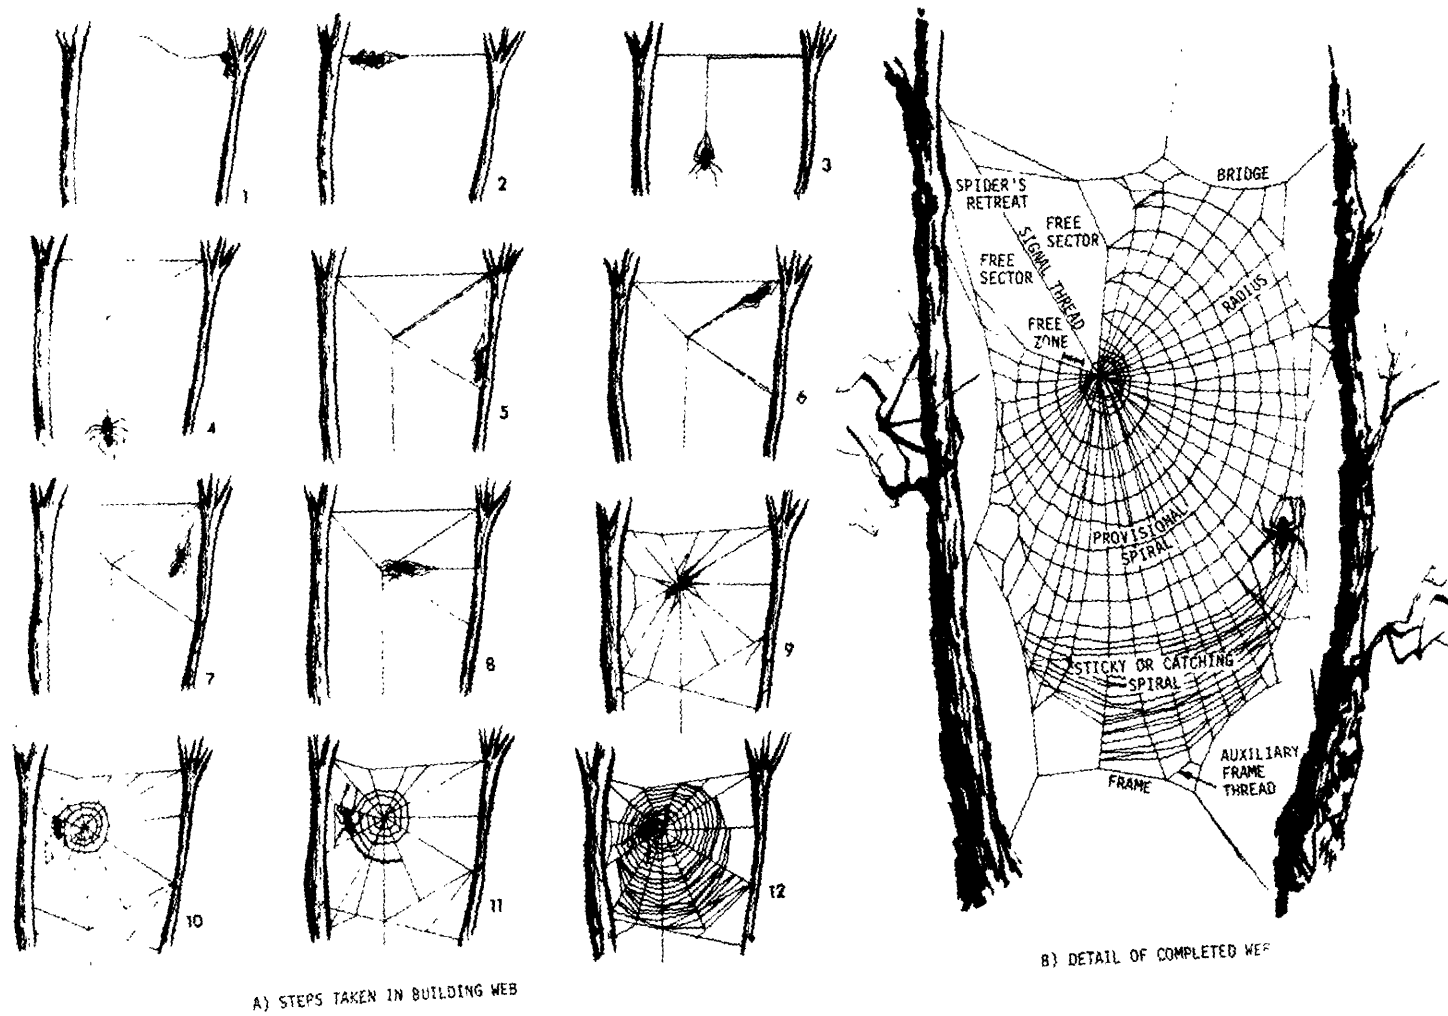 1
2
3
4
5
6
7
8
9
10
11
12
A) STEPS TAKEN IN BUILDING WEB
BRIDGE
SPIDER'S
RETREAT
FREE
SECTOR
SIGNAL THREAD
FREE
SECTOR
RADIUS
FREE
ZONE
PROVISIONAL
SPIRAL
STICKY OR CATCHING
SPIRAL
AUXILIARY
FRAME
THREAD
FRAME
B) DETAIL OF COMPLETED WEB